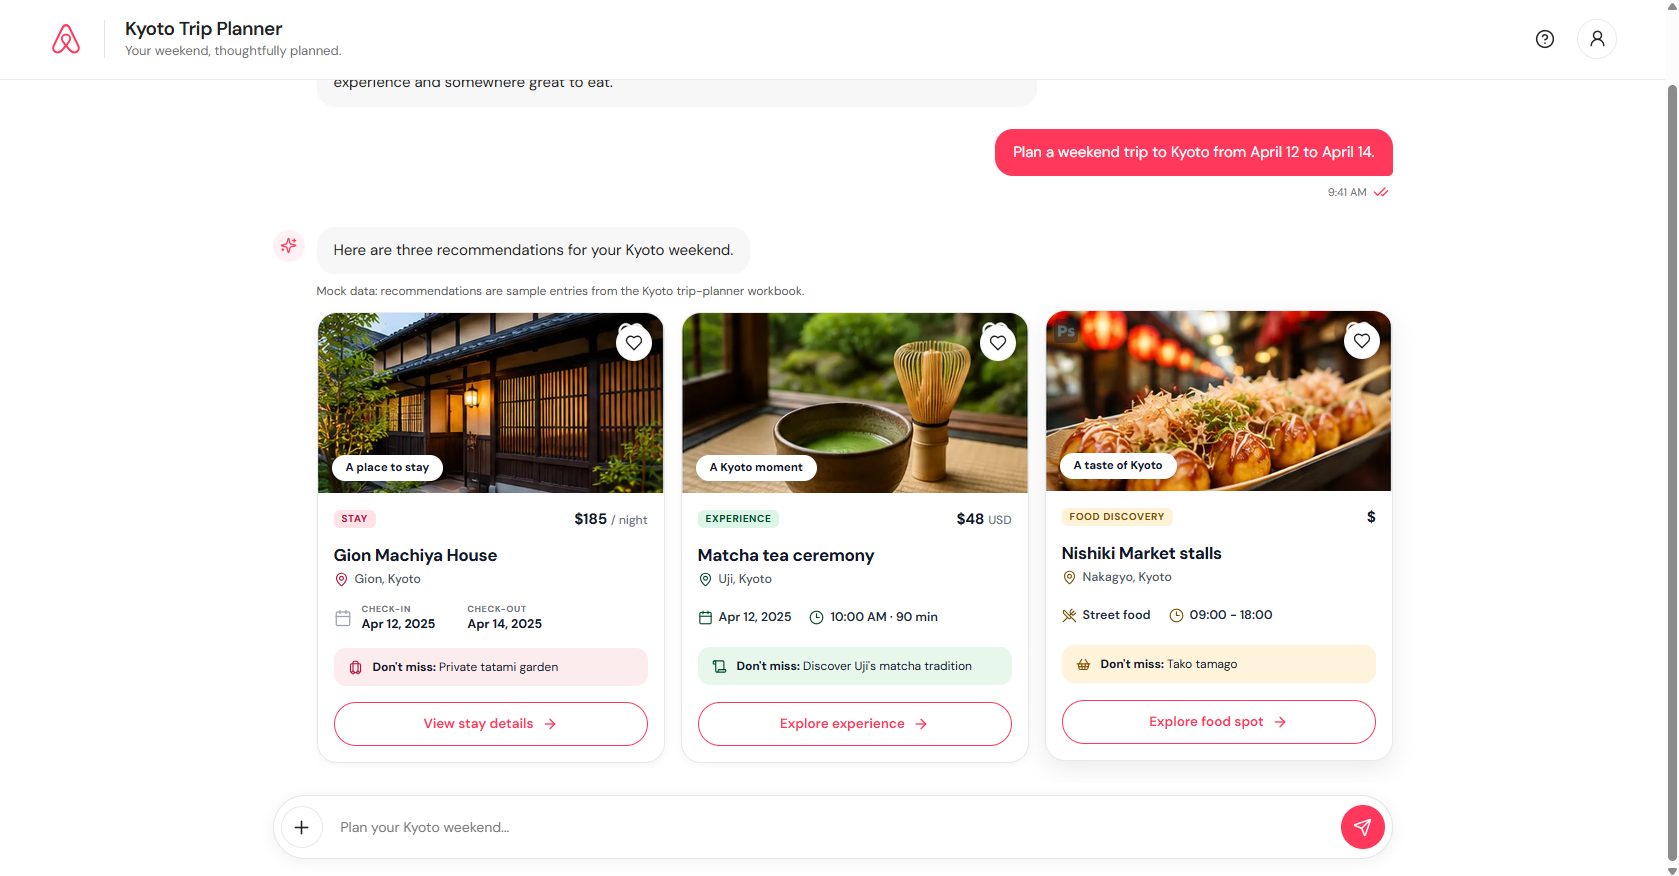 Kyoto Trip Planner
Your weekend, thoughtfully planned.
experience and somewhere great to eat.
Plan a weekend trip to Kyoto from April 12 to April 14.
9:41 AM
Here are three recommendations for your Kyoto weekend.
Mock data: recommendations are sample entries from the Kyoto trip-planner workbook.
A place to stay
STAY
$185 / night
Gion Machiya House
Gion, Kyoto
CHECK-IN
Apr 12, 2025
CHECK-OUT
Apr 14, 2025
Don't miss: Private tatami garden
View stay details
A Kyoto moment
EXPERIENCE
$48 USD
Matcha tea ceremony
Uji, Kyoto
Apr 12, 2025
10:00 AM · 90 min
Don't miss: Discover Uji's matcha tradition
Explore experience
Ps
A taste of Kyoto
FOOD DISCOVERY
$
Nishiki Market stalls
Nakagyo, Kyoto
Street food
09:00 - 18:00
Don't miss: Tako tamago
Explore food spot
Plan your Kyoto weekend...